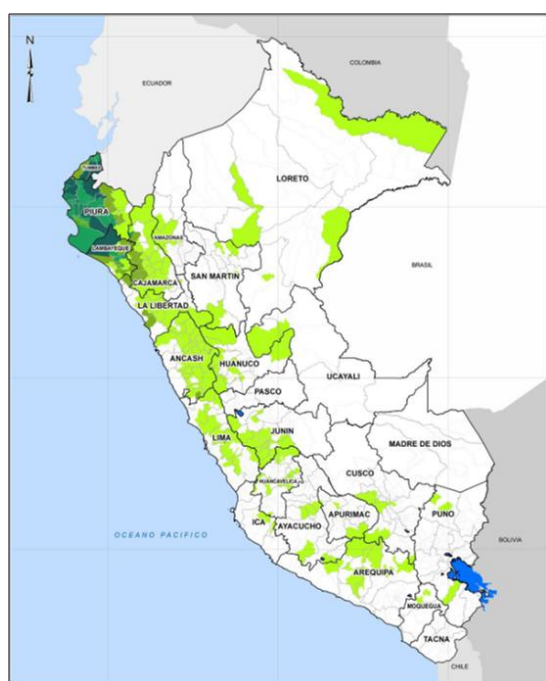 N
COLOMBIA
ECUADOR
LORETO
TUMBES
PIURA
AMAZONAS
LAMBAYEQUE
BRASIL
SAN MARTIN
CAJAMARCA
LA LIBERTAD
ANCASH
HUANUCO
UCAYALI
PASCO
JUNIN
LIMA
MADRE DE DIOS
CUSCO
HUANCAVELICA
ICA
AYACUCHO
APURIMAC
PUNO
OCEANO PACIFICO
BOLIVIA
AREQUIPA
MOQUEGUA
TACNA
CHILE